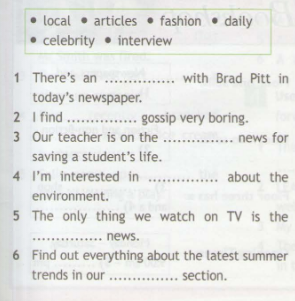 • local • articles • fashion • daily
• celebrity • interview
1 There's an ............... with Brad Pitt in
today's newspaper.
2 I find ............... gossip very boring.
3 Our teacher is on the ............... news for
saving a student's life.
4 I'm interested in ............... about the
environment.
5 The only thing we watch on TV is the
............... news.
6 Find out everything about the latest summer
trends in our ............... section.